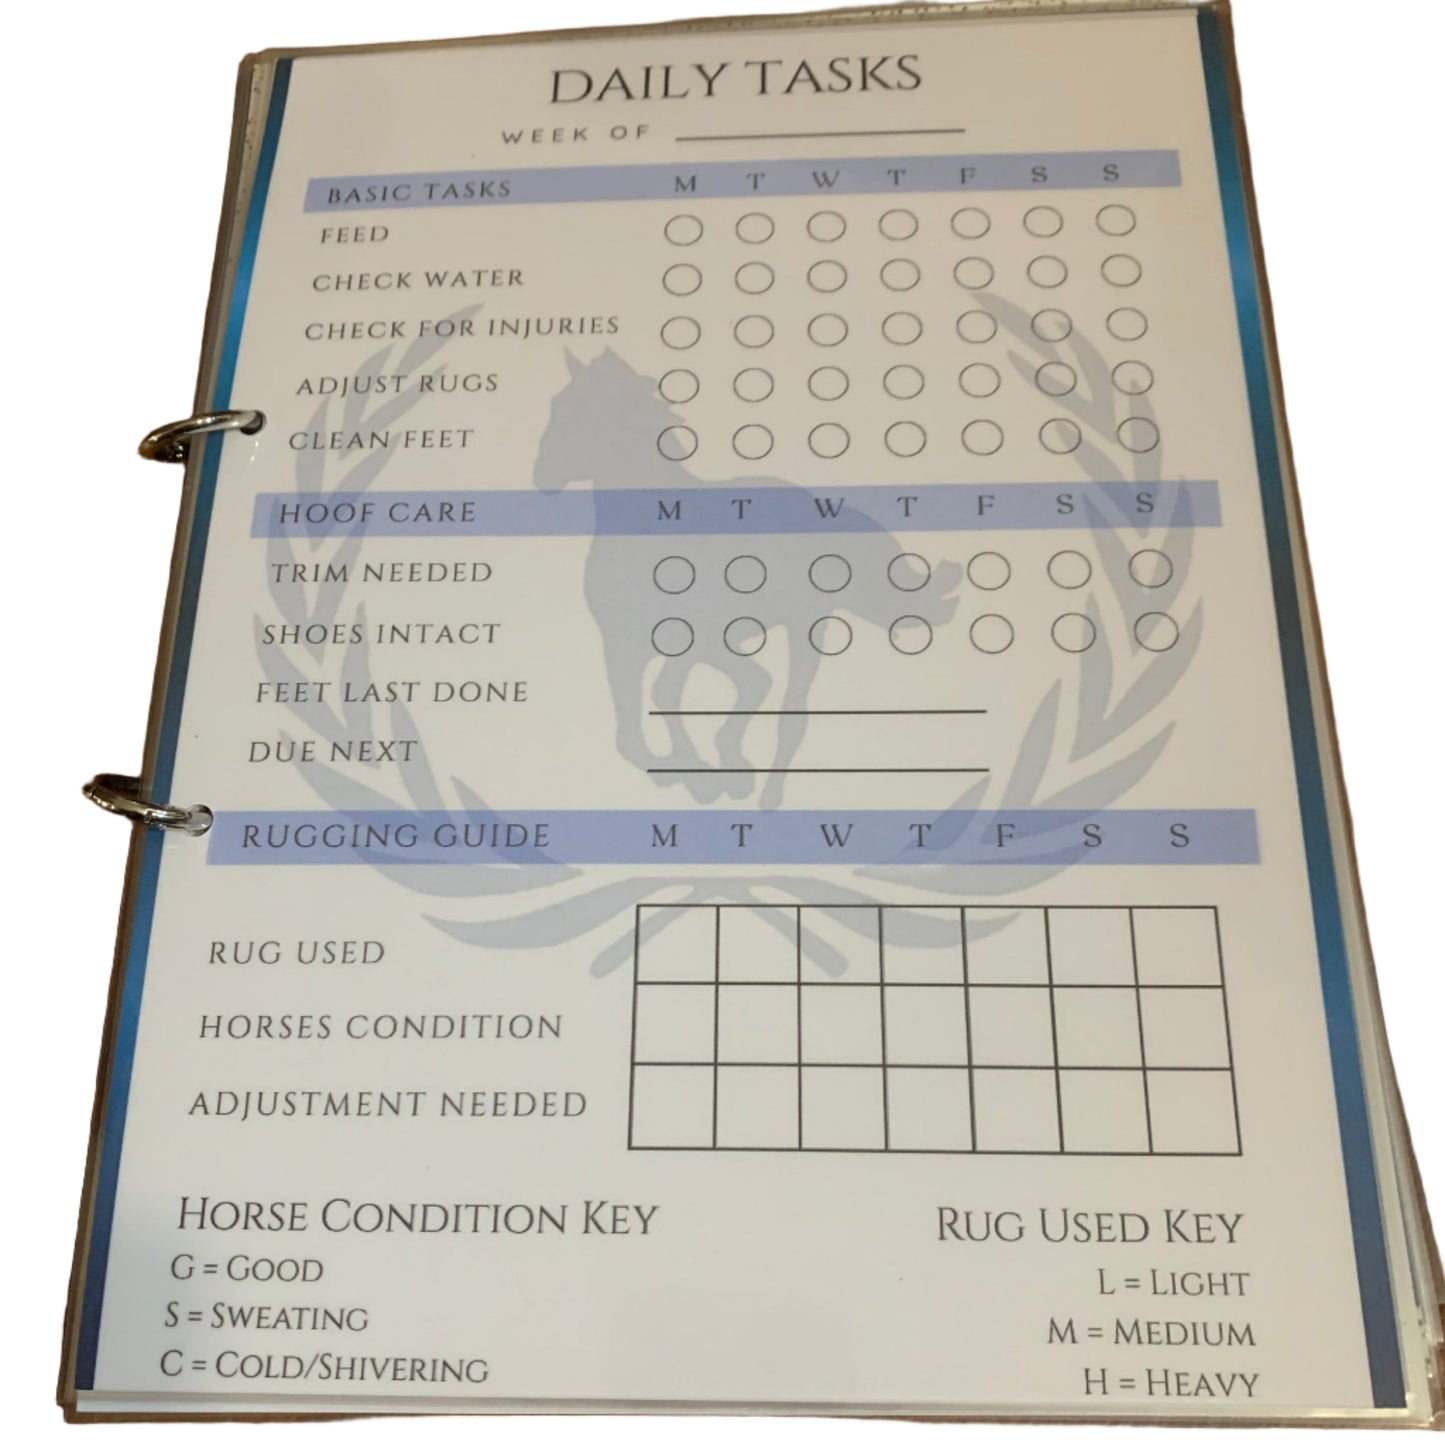 DAILY TASKS
WEEK OF
BASIC TASKS M T W T F S S
FEED
CHECK WATER
CHECK FOR INJURIES
ADJUST RUGS
CLEAN FEET
HOOF CARE M T W T F S S
TRIM NEEDED
SHOES INTACT
FEET LAST DONE
DUE NEXT
RUGGING GUIDE M T W T F S S
RUG USED
HORSES CONDITION
ADJUSTMENT NEEDED
HORSE CONDITION KEY
G = GOOD
S = SWEATING
C = COLD/SHIVERING
RUG USED KEY
L = LIGHT
M = MEDIUM
H = HEAVY